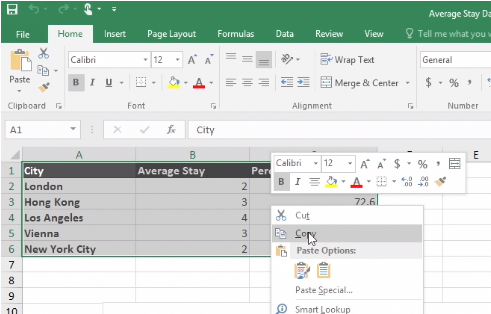 Average Stay Da
File Home Insert Page Layout Formulas Data Review View Tell me what you w
Calibri 12 A A Wrap Text General
Paste B I U A Merge & Center $ %
Clipboard Font Alignment Number
A1 fx City
A B E
1 City Average Stay Per
2 London 2
3 Hong Kong 3 72.6
4 Los Angeles 4
5 Vienna 3
6 New York City 2
7
8
9
10
Calibri 12 A A $ % ,
B I A .00 .0
Cut
Copy
Paste Options:
Paste Special...
Smart Lookup